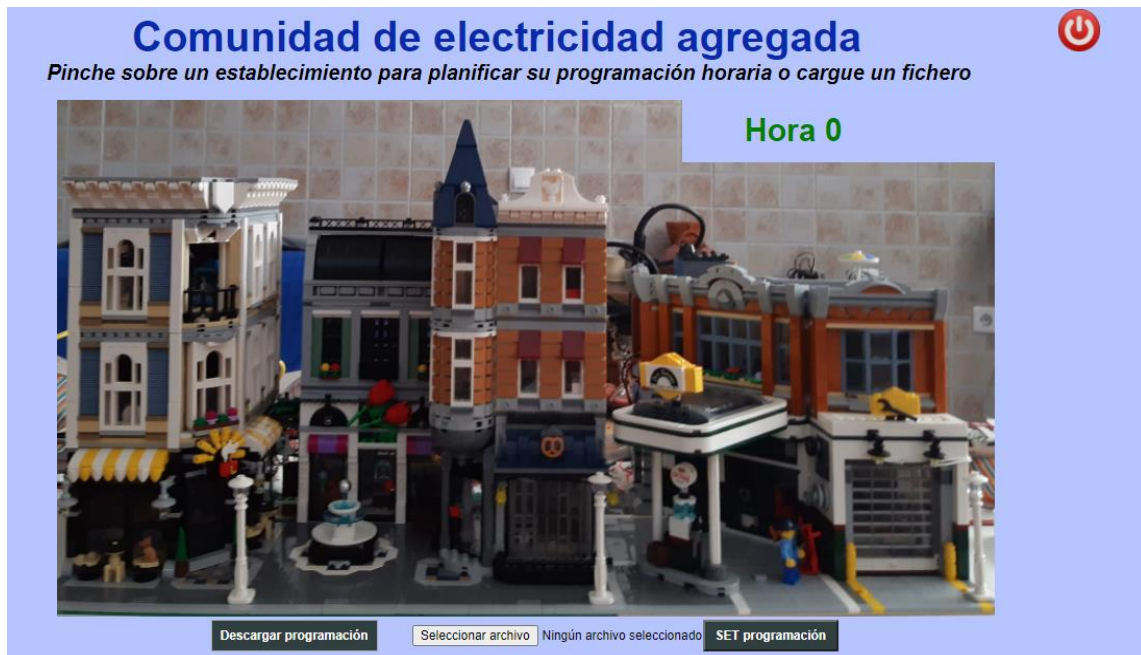 Comunidad de electricidad agregada
Pinche sobre un establecimiento para planificar su programación horaria o cargue un fichero
Hora 0
Descargar programación
Seleccionar archivo Ningún archivo seleccionado
SET programación